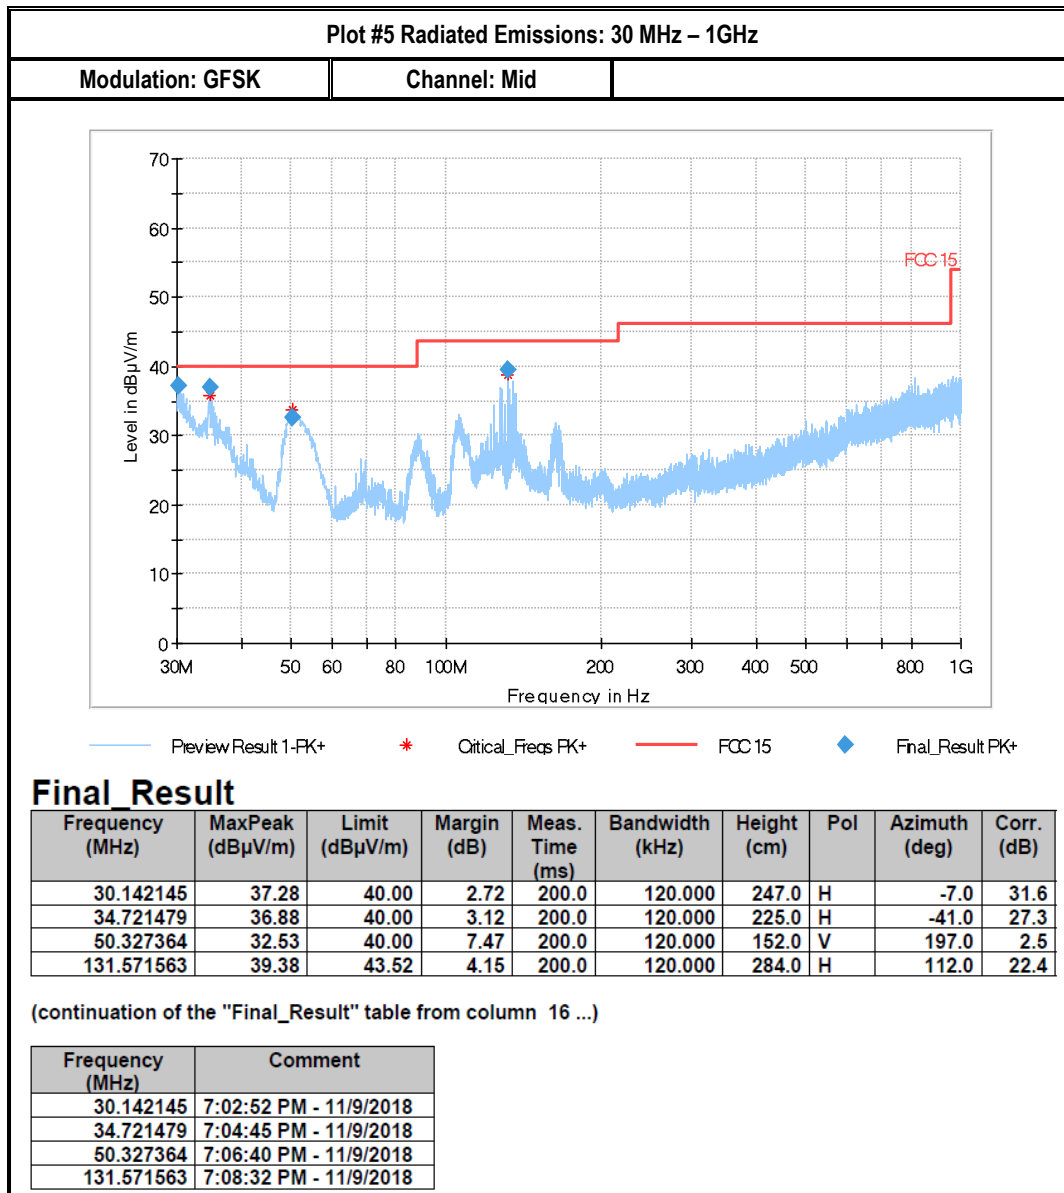 Plot #5 Radiated Emissions: 30 MHz – 1GHz
Modulation: GFSK Channel: Mid
70
60
50
40
30
20
10
0
Level in dBµV/m
FCC 15
30M 50 60 80 100M 200 300 400 500 800 1G
Frequency in Hz
Preview Result 1-PK+ Critical_Freqs PK+ FCC 15 Final_Result PK+
Final_Result
Frequency MaxPeak Limit Margin Meas. Bandwidth Height Pol Azimuth Corr.
(MHz) (dBµV/m) (dBµV/m) (dB) Time (kHz) (cm) (deg) (dB)
(ms)
30.142145 37.28 40.00 2.72 200.0 120.000 247.0 H -7.0 31.6
34.721479 36.88 40.00 3.12 200.0 120.000 225.0 H -41.0 27.3
50.327364 32.53 40.00 7.47 200.0 120.000 152.0 V 197.0 2.5
131.571563 39.38 43.52 4.15 200.0 120.000 284.0 H 112.0 22.4
(continuation of the "Final_Result" table from column 16 ...)
Frequency Comment
(MHz)
30.142145 7:02:52 PM - 11/9/2018
34.721479 7:04:45 PM - 11/9/2018
50.327364 7:06:40 PM - 11/9/2018
131.571563 7:08:32 PM - 11/9/2018